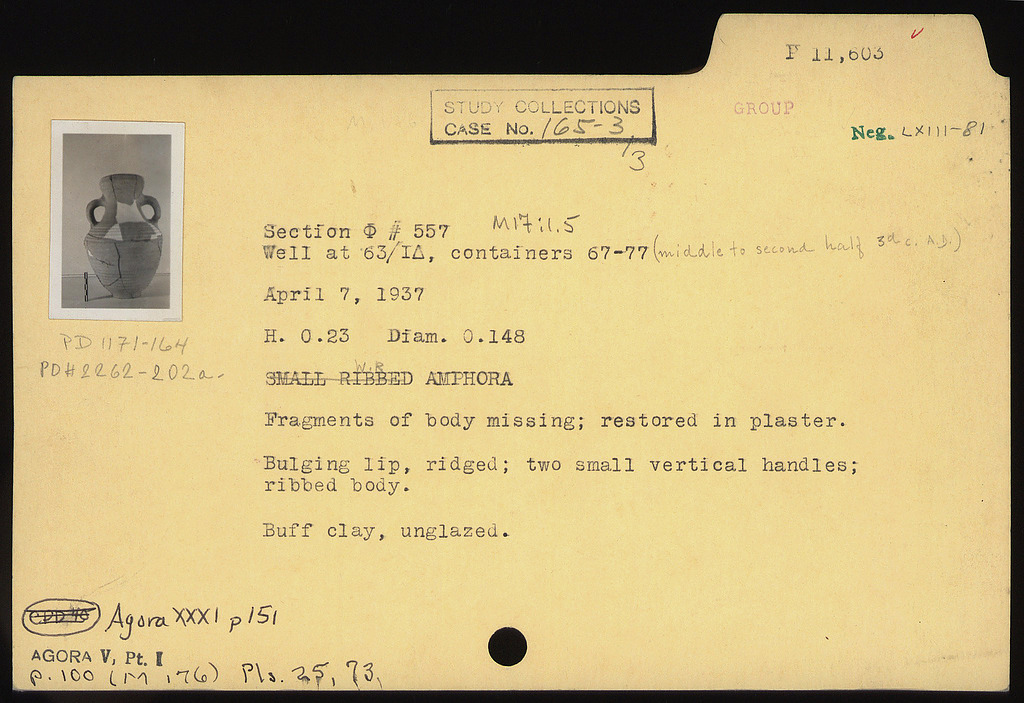 P 11,603
STUDY COLLECTIONS
CASE No. 165-3
1/3
GROUP
Neg. LXIII-81
Section Φ # 557 M17:1.5
Well at 63/ΙΔ, containers 67-77 (middle to second half 3d c. A.D.)
April 7, 1937
H. 0.23 Diam. 0.148
PD 1171-164
PD# 2262-202a.
W.R.
SMALL RIBBED AMPHORA
Fragments of body missing; restored in plaster.
Bulging lip, ridged; two small vertical handles;
ribbed body.
Buff clay, unglazed.
Agora XXXI p 151
AGORA V, Pt. I
p. 100 (M 176) Pls. 25, 73,